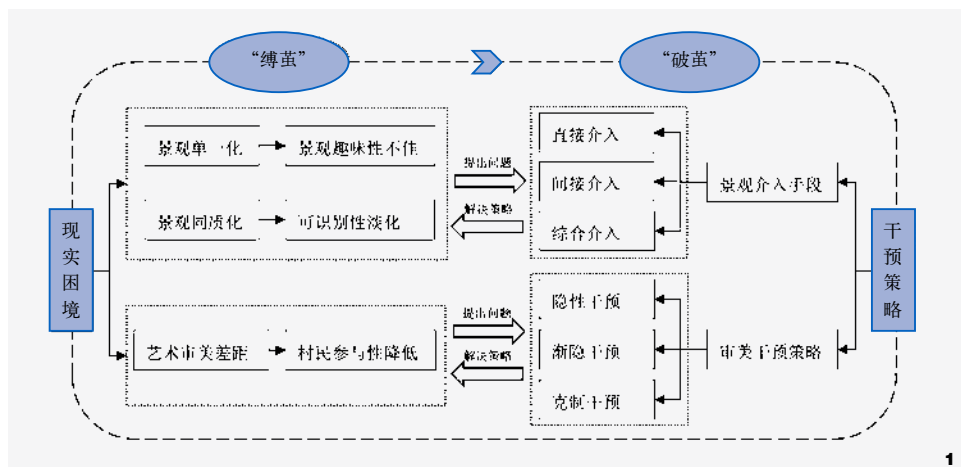 “缚茧”
“破茧”
现实困境
景观单一化
景观趣味性不佳
景观同质化
可识别性淡化
艺术审美差距
村民参与性降低
提出问题
解决策略
提出问题
解决策略
直接介入
间接介入
综合介入
隐性干预
渐隐干预
克制干预
景观介入手段
审美干预策略
干预策略
1